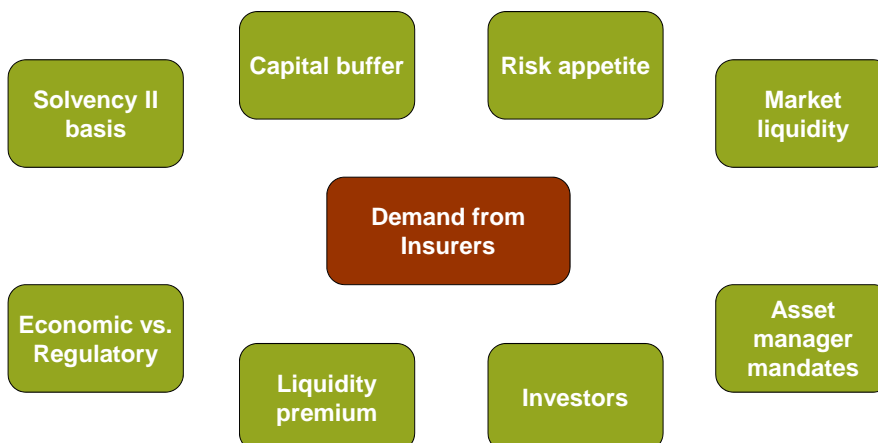 Capital buffer
Risk appetite
Solvency II
basis
Market
liquidity
Demand from
Insurers
Economic vs.
Regulatory
Asset
manager
mandates
Liquidity
premium
Investors